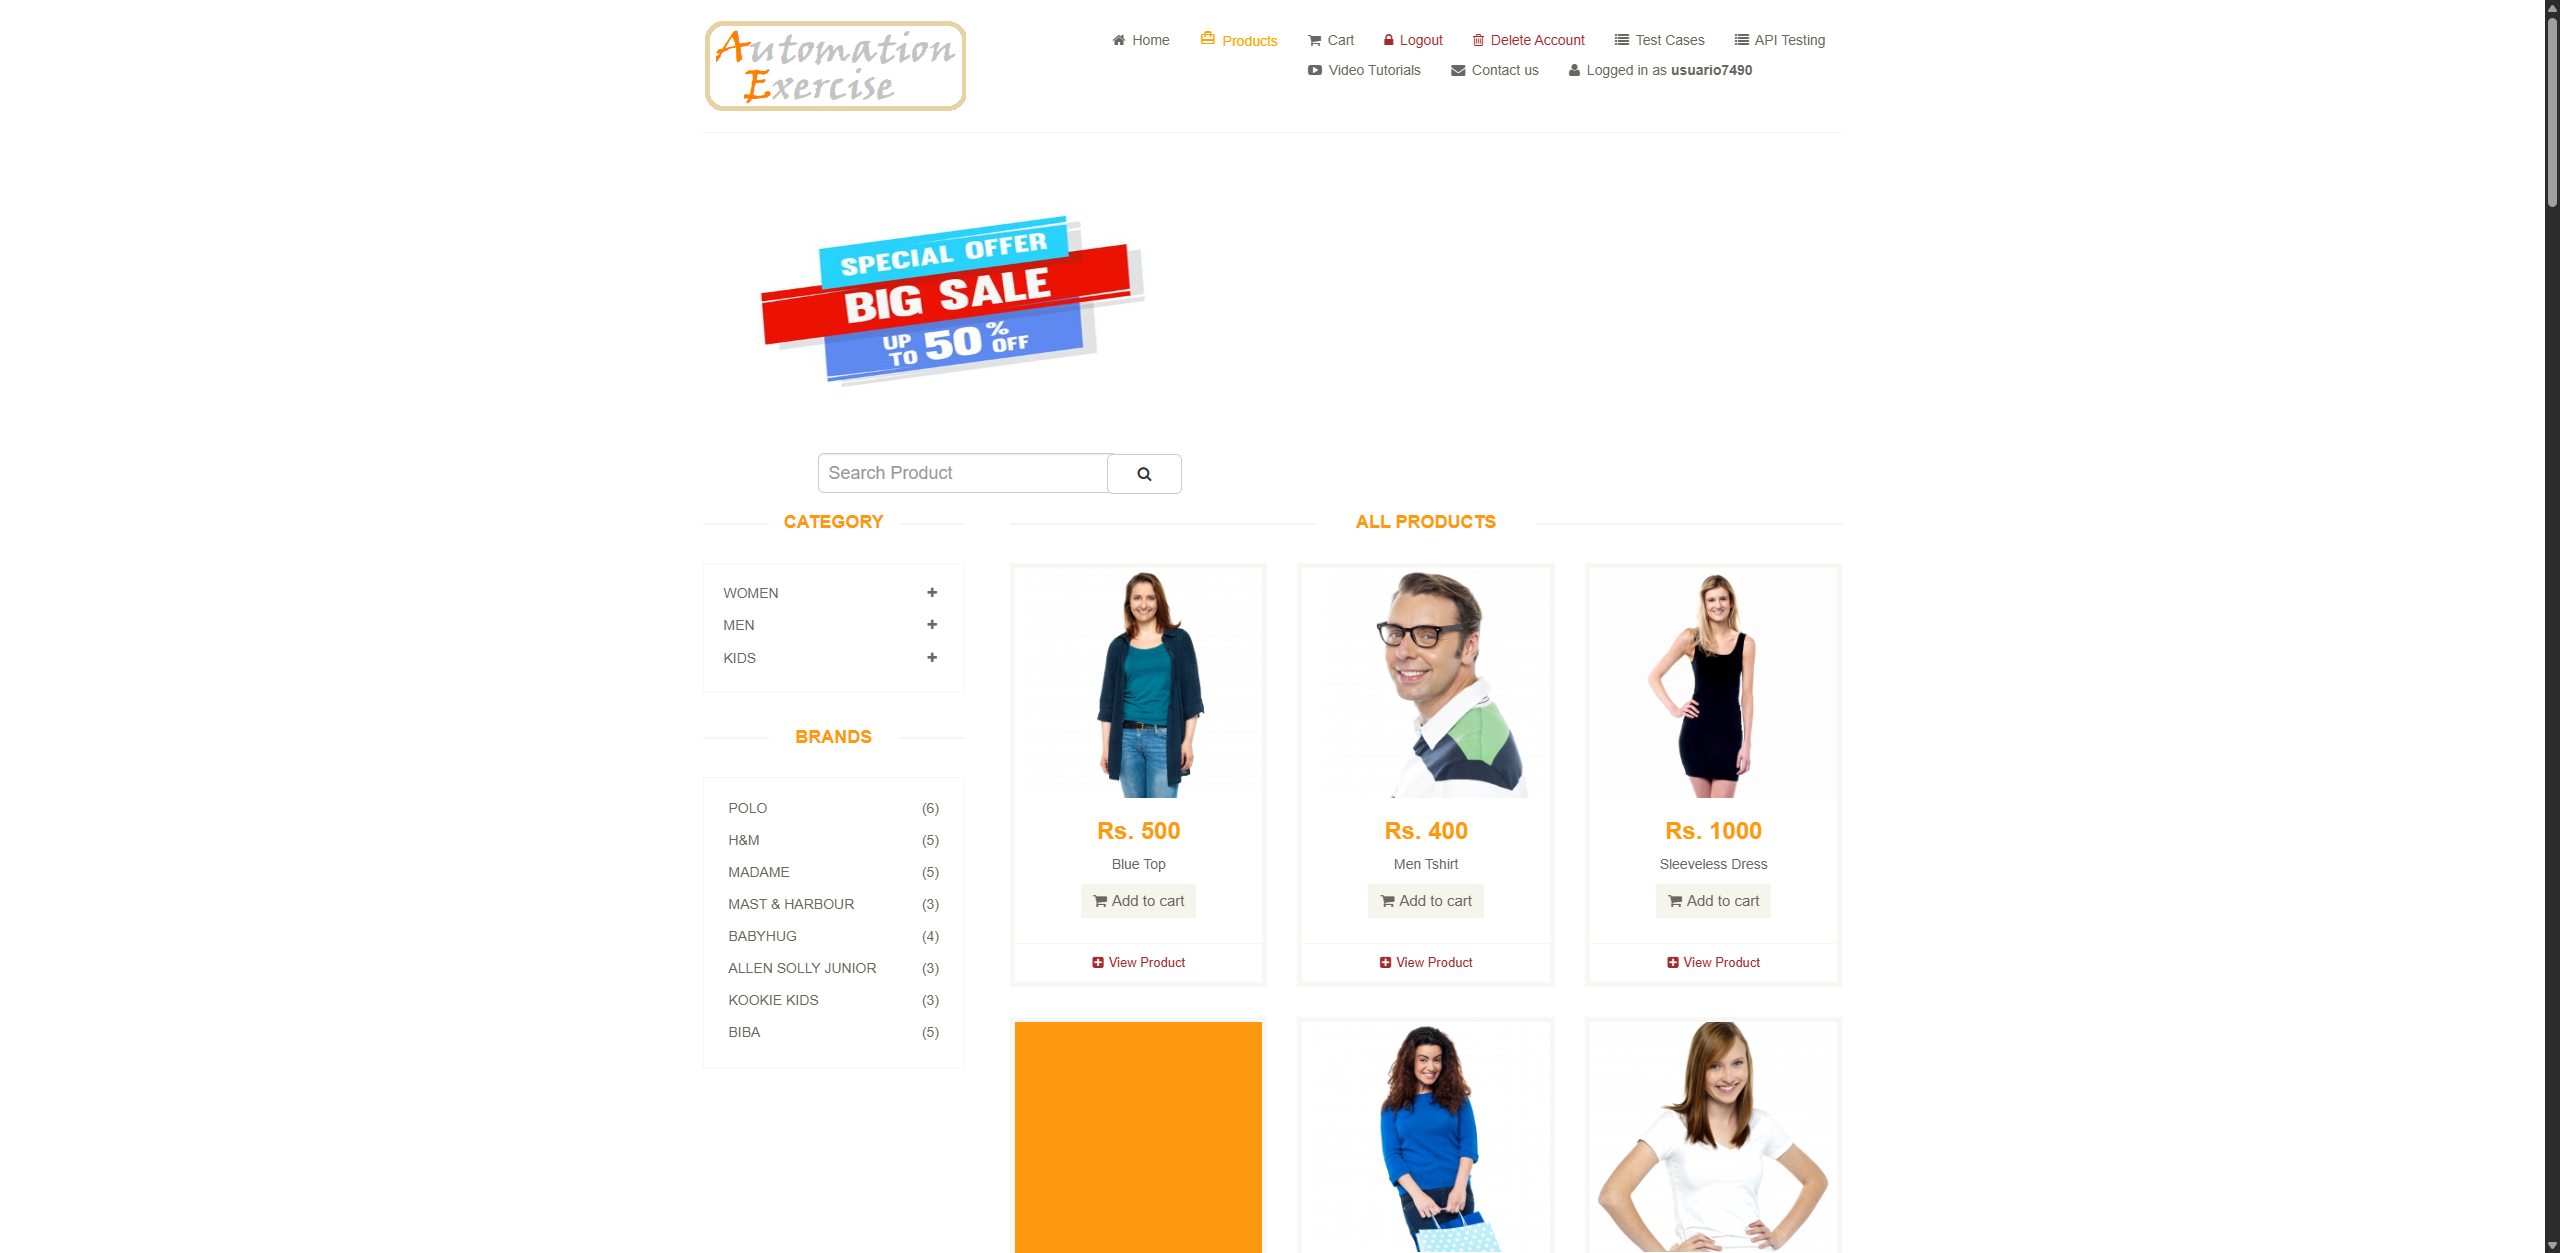 Automation
Exercise
Home
Products
Cart
Logout
Delete Account
Test Cases
API Testing
Video Tutorials
Contact us
Logged in as usuario7490
SPECIAL OFFER
BIG SALE
UP TO 50% OFF
Search Product
CATEGORY
WOMEN
MEN
KIDS
BRANDS
POLO (6)
H&M (5)
MADAME (5)
MAST & HARBOUR (3)
BABYHUG (4)
ALLEN SOLLY JUNIOR (3)
KOOKIE KIDS (3)
BIBA (5)
ALL PRODUCTS
Rs. 500
Blue Top
Add to cart
View Product
Rs. 400
Men Tshirt
Add to cart
View Product
Rs. 1000
Sleeveless Dress
Add to cart
View Product